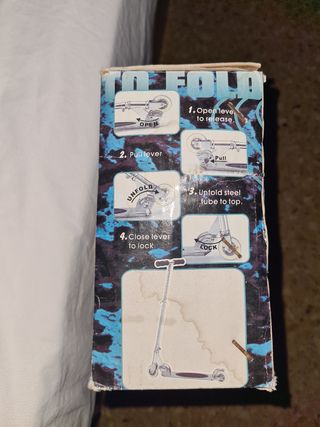 TO FOLD
1. Open lever
to release.
OPEN
2. Pull lever
Pull
UNFOLD
3. Unfold steel
tube to top.
4. Close lever
to lock
LOCK